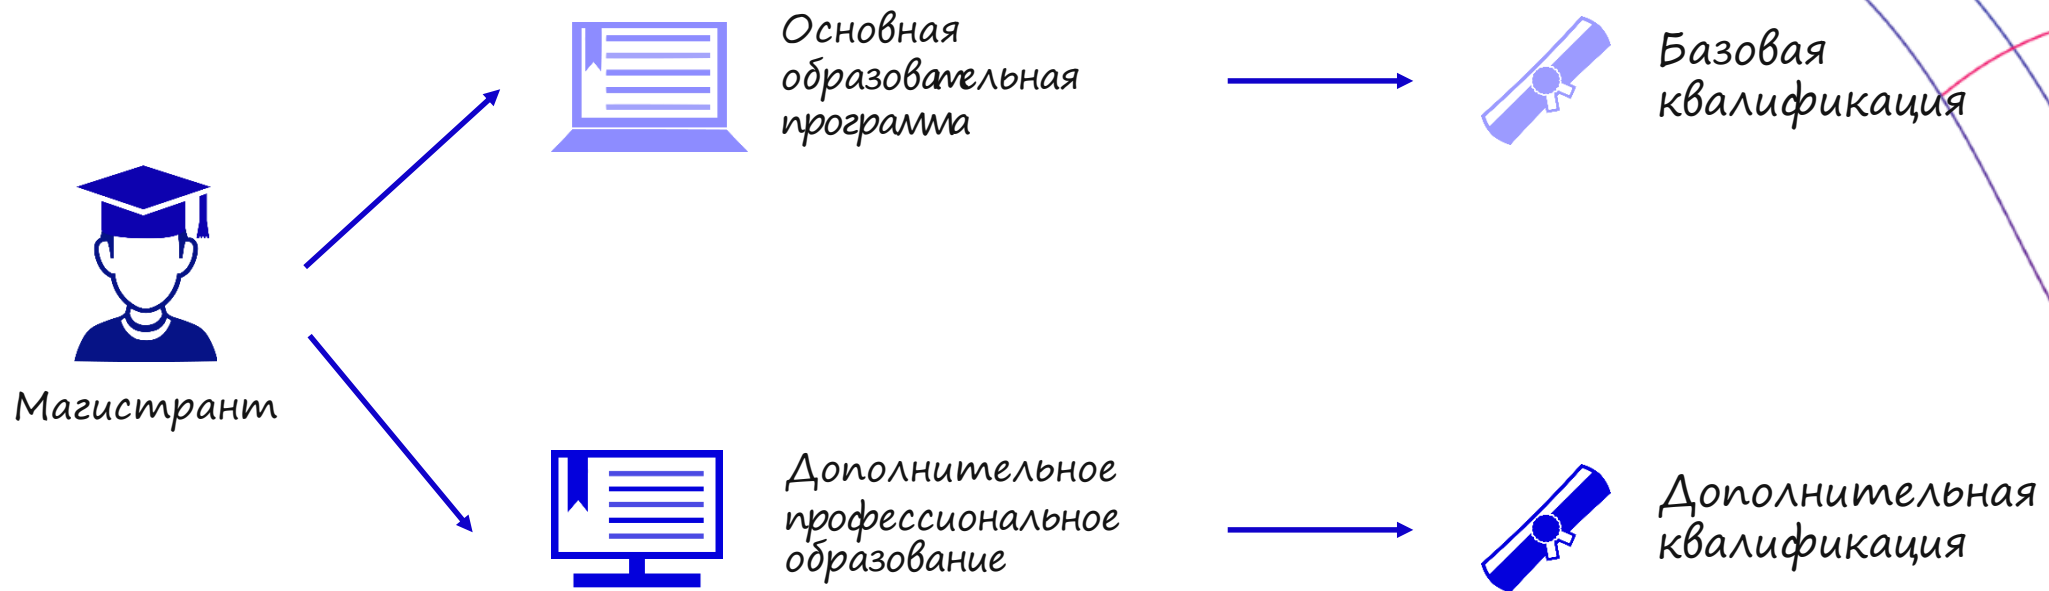 Основная
образовательная
программа
Базовая
квалификация
Магистрант
Дополнительное
профессиональное
образование
Дополнительная
квалификация